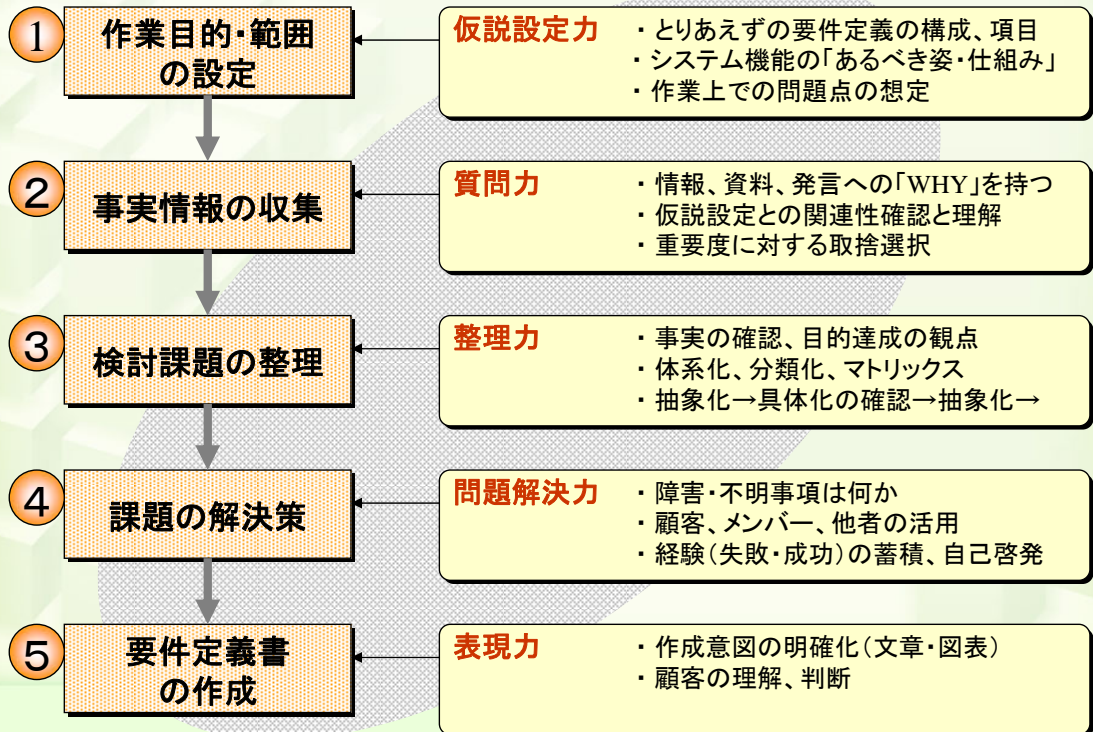 1
作業目的・範囲
の設定
仮説設定力
・とりあえずの要件定義の構成、項目
・システム機能の「あるべき姿・仕組み」
・作業上での問題点の想定
2
事実情報の収集
質問力
・情報、資料、発言への「WHY」を持つ
・仮説設定との関連性確認と理解
・重要度に対する取捨選択
3
検討課題の整理
整理力
・事実の確認、目的達成の観点
・体系化、分類化、マトリックス
・抽象化→具体化の確認→抽象化→
4
課題の解決策
問題解決力
・障害・不明事項は何か
・顧客、メンバー、他者の活用
・経験（失敗・成功）の蓄積、自己啓発
5
要件定義書
の作成
表現力
・作成意図の明確化（文章・図表）
・顧客の理解、判断